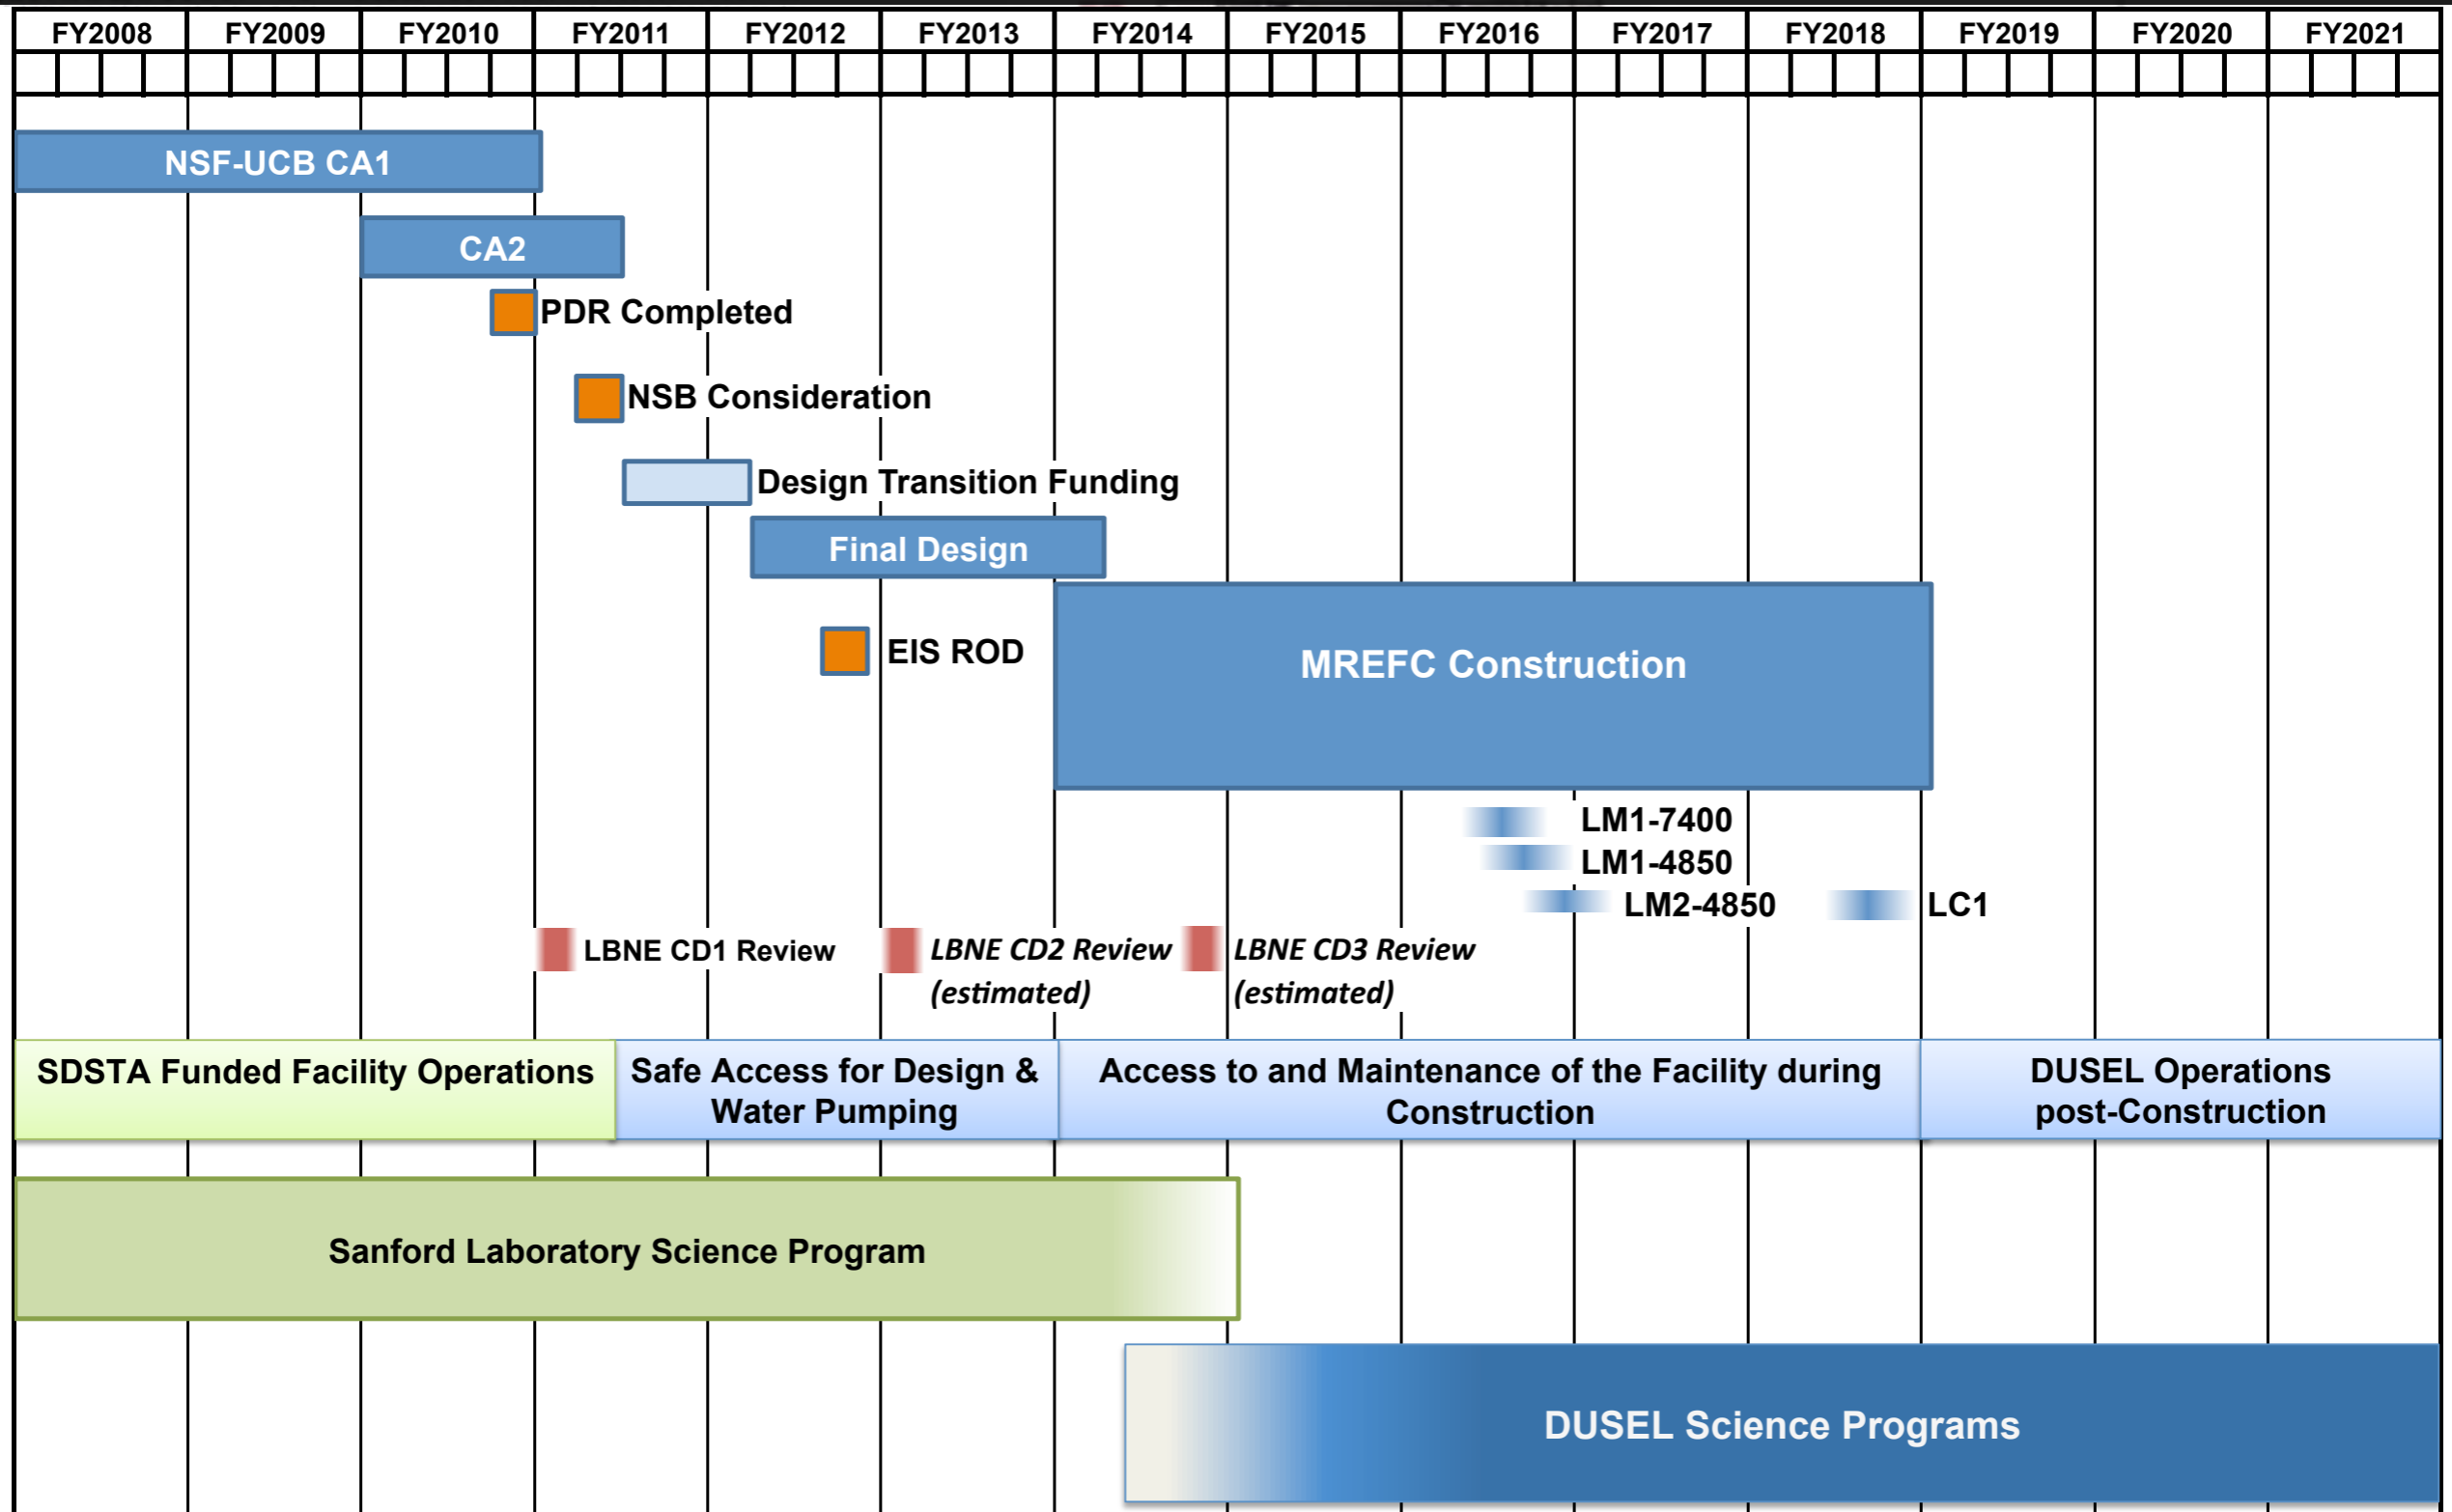 FY2008 FY2009 FY2010 FY2011 FY2012 FY2013 FY2014 FY2015 FY2016 FY2017 FY2018 FY2019 FY2020 FY2021
NSF-UCB CA1
CA2
PDR Completed
NSB Consideration
Design Transition Funding
Final Design
EIS ROD
MREFC Construction
LM1-7400
LM1-4850
LM2-4850
LC1
LBNE CD1 Review
LBNE CD2 Review
(estimated)
LBNE CD3 Review
(estimated)
SDSTA Funded Facility Operations
Safe Access for Design &
Water Pumping
Access to and Maintenance of the Facility during
Construction
DUSEL Operations
post-Construction
Sanford Laboratory Science Program
DUSEL Science Programs